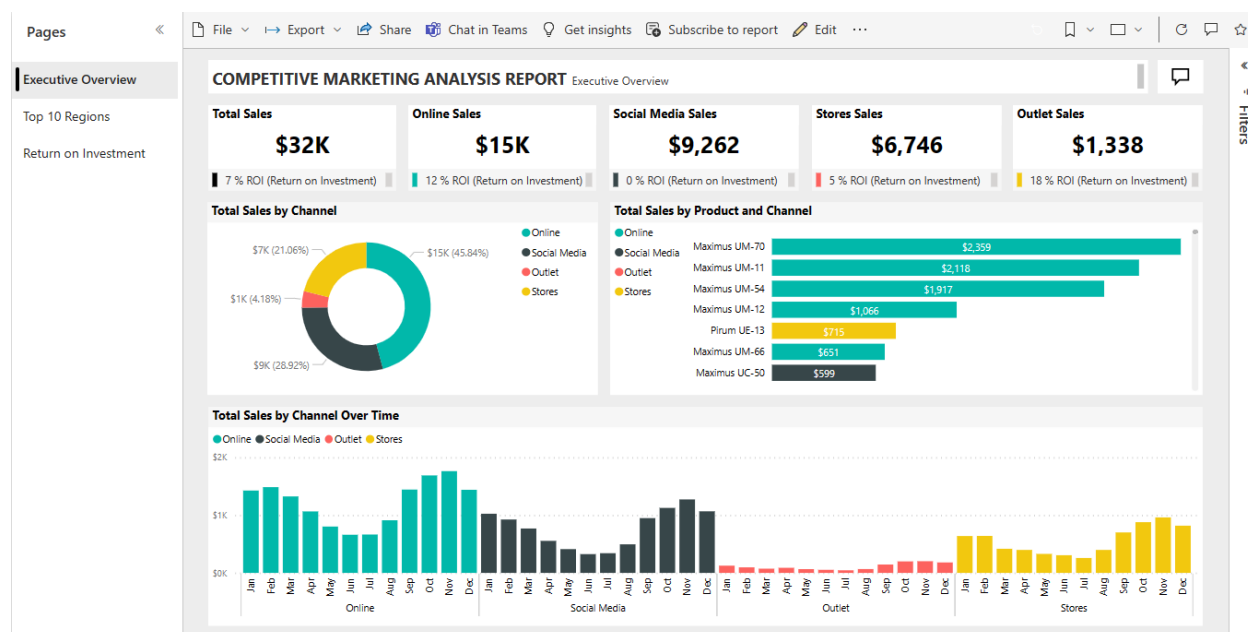 Pages
Executive Overview
Top 10 Regions
Return on Investment
File Export Share Chat in Teams Get insights Subscribe to report Edit ...
Filters
COMPETITIVE MARKETING ANALYSIS REPORT Executive Overview
Total Sales
$32K
7 % ROI (Return on Investment)
Online Sales
$15K
12 % ROI (Return on Investment)
Social Media Sales
$9,262
0 % ROI (Return on Investment)
Stores Sales
$6,746
5 % ROI (Return on Investment)
Outlet Sales
$1,338
18 % ROI (Return on Investment)
Total Sales by Channel
$7K (21.06%)
$15K (45.84%)
$1K (4.18%)
$9K (28.92%)
Online
Social Media
Outlet
Stores
Total Sales by Product and Channel
Online
Social Media
Outlet
Stores
Maximus UM-70 $2,359
Maximus UM-11 $2,118
Maximus UM-54 $1,917
Maximus UM-12 $1,066
Pirum UE-13 $715
Maximus UM-66 $651
Maximus UC-50 $599
Total Sales by Channel Over Time
Online Social Media Outlet Stores
$2K
$1K
$0K
Jan Feb Mar Apr May Jun Jul Aug Sep Oct Nov Dec Jan Feb Mar Apr May Jun Jul Aug Sep Oct Nov Dec Jan Feb Mar Apr May Jun Jul Aug Sep Oct Nov Dec Jan Feb Mar Apr May Jun Jul Aug Sep Oct Nov Dec
Online Social Media Outlet Stores